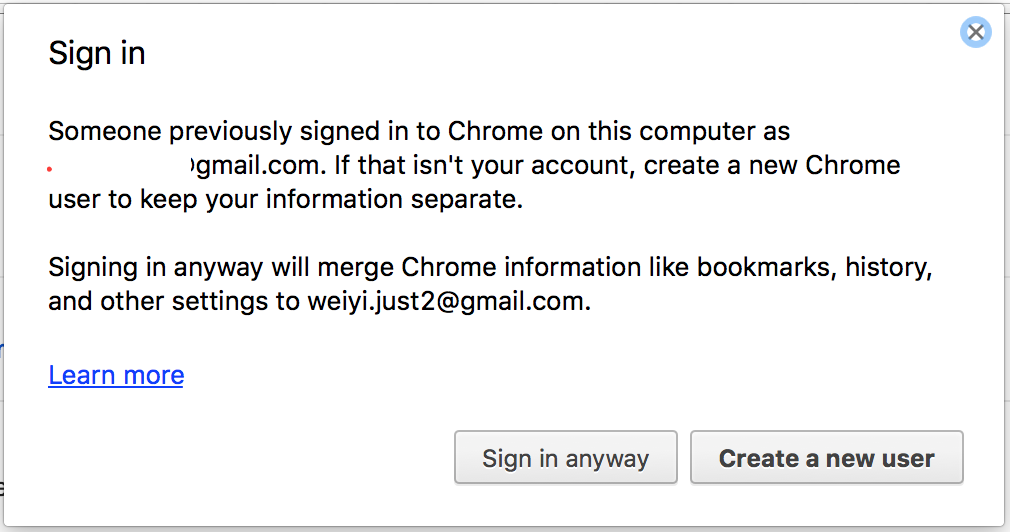 Sign in
Someone previously signed in to Chrome on this computer as
@gmail.com. If that isn't your account, create a new Chrome
user to keep your information separate.
Signing in anyway will merge Chrome information like bookmarks, history,
and other settings to weiyi.just2@gmail.com.
Learn more
Sign in anyway
Create a new user